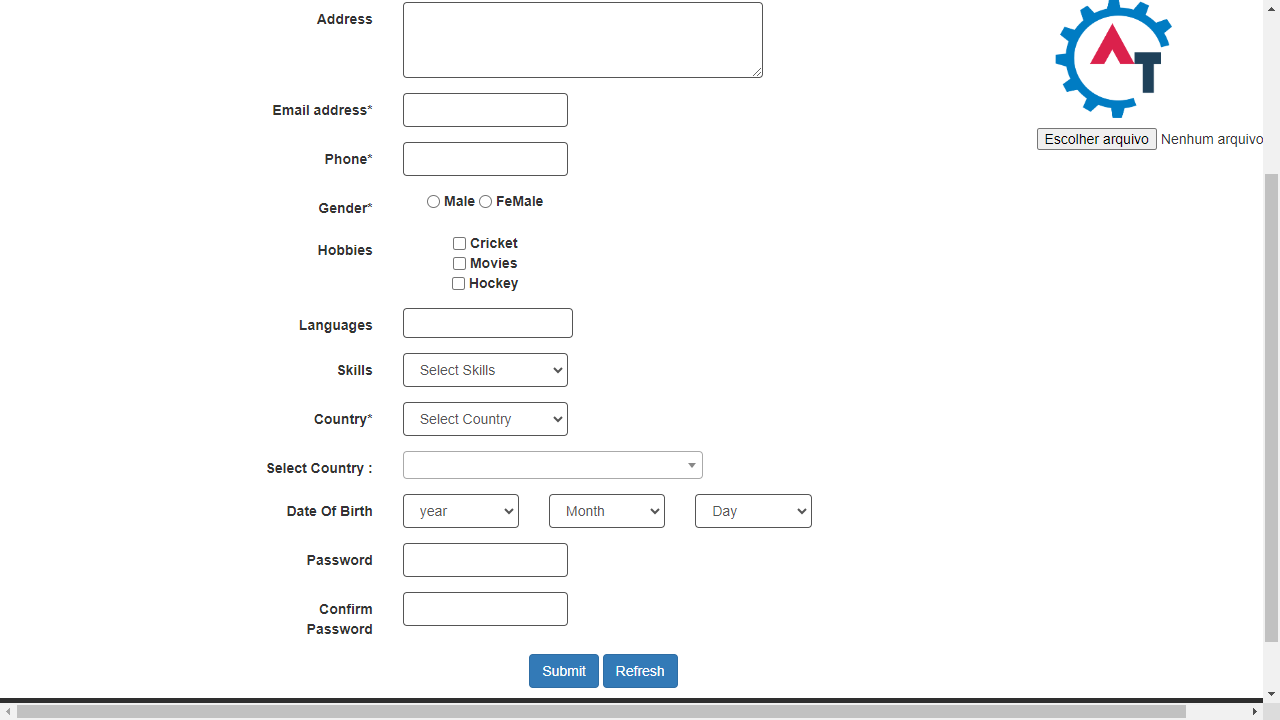 Address
AT
Escolher arquivo Nenhum arquivo
Email address*
Phone*
Gender* Male FeMale
Hobbies Cricket
Movies
Hockey
Languages
Skills Select Skills
Country* Select Country
Select Country :
Date Of Birth year Month Day
Password
Confirm
Password
Submit Refresh